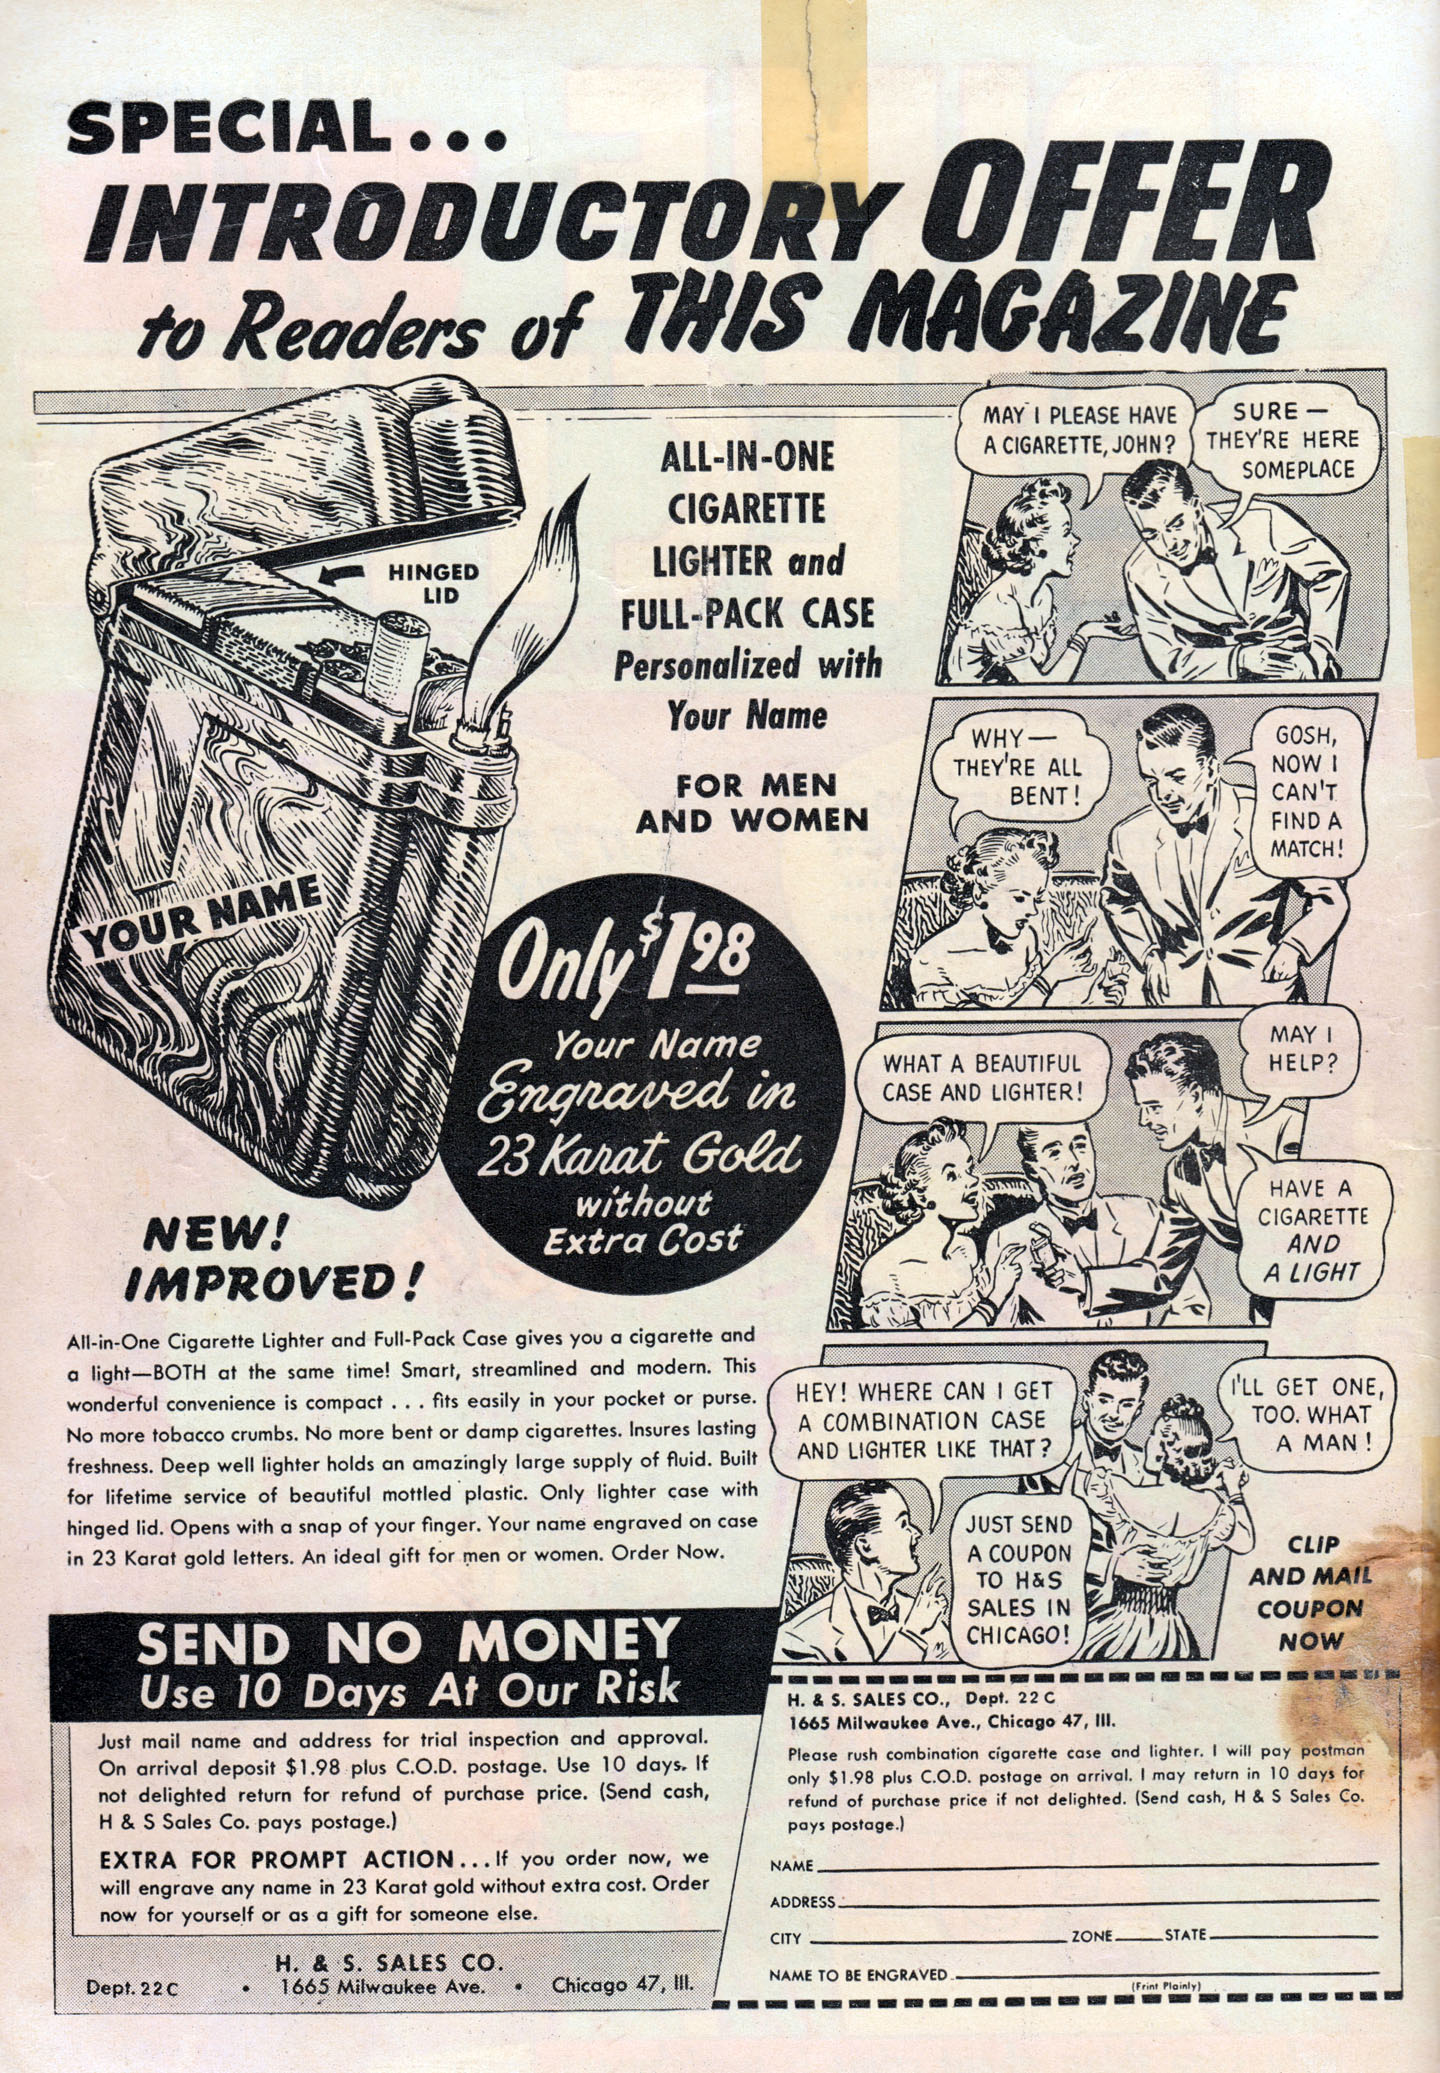 SPECIAL...
INTRODUCTORY OFFER
to Readers of THIS MAGAZINE
HINGED
LID
YOUR NAME
ALL-IN-ONE
CIGARETTE
LIGHTER and
FULL-PACK CASE
Personalized with
Your Name
FOR MEN
AND WOMEN
Only $1.98
Your Name
Engraved in
23 Karat Gold
without
Extra Cost
NEW!
IMPROVED!
All-in-One Cigarette Lighter and Full-Pack Case gives you a cigarette and
a light—BOTH at the same time! Smart, streamlined and modern. This
wonderful convenience is compact . . . fits easily in your pocket or purse.
No more tobacco crumbs. No more bent or damp cigarettes. Insures lasting
freshness. Deep well lighter holds an amazingly large supply of fluid. Built
for lifetime service of beautiful mottled plastic. Only lighter case with
hinged lid. Opens with a snap of your finger. Your name engraved on case
in 23 Karat gold letters. An ideal gift for men or women. Order Now.
MAY I PLEASE HAVE
A CIGARETTE, JOHN?
SURE —
THEY'RE HERE
SOMEPLACE
WHY —
THEY'RE ALL
BENT!
GOSH,
NOW I
CAN'T
FIND A
MATCH!
WHAT A BEAUTIFUL
CASE AND LIGHTER!
MAY I
HELP?
HAVE A
CIGARETTE
AND
A LIGHT
HEY! WHERE CAN I GET
A COMBINATION CASE
AND LIGHTER LIKE THAT?
JUST SEND
A COUPON
TO H&S
SALES IN
CHICAGO!
I'LL GET ONE,
TOO. WHAT
A MAN!
CLIP
AND MAIL
COUPON
NOW
SEND NO MONEY
Use 10 Days At Our Risk
Just mail name and address for trial inspection and approval.
On arrival deposit $1.98 plus C.O.D. postage. Use 10 days. If
not delighted return for refund of purchase price. (Send cash,
H & S Sales Co. pays postage.)
EXTRA FOR PROMPT ACTION... If you order now, we
will engrave any name in 23 Karat gold without extra cost. Order
now for yourself or as a gift for someone else.
H. & S. SALES CO.
Dept. 22C • 1665 Milwaukee Ave. • Chicago 47, Ill.
H. & S. SALES CO., Dept. 22C
1665 Milwaukee Ave., Chicago 47, Ill.
Please rush combination cigarette case and lighter. I will pay postman
only $1.98 plus C.O.D. postage on arrival. I may return in 10 days for
refund of purchase price if not delighted. (Send cash, H & S Sales Co.
pays postage.)
NAME
ADDRESS
CITY ZONE STATE
NAME TO BE ENGRAVED
(Print Plainly)